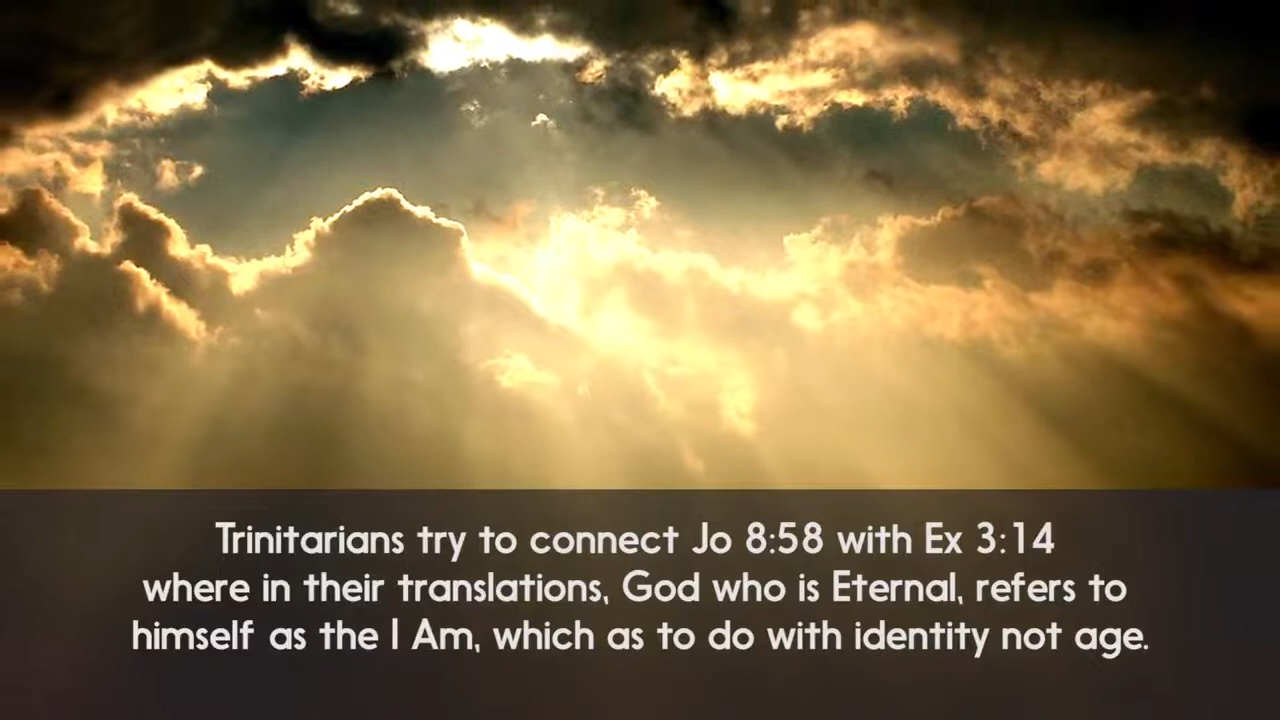 Trinitarians try to connect Jo 8:58 with Ex 3:14
where in their translations, God who is Eternal, refers to
himself as the I Am, which as to do with identity not age.